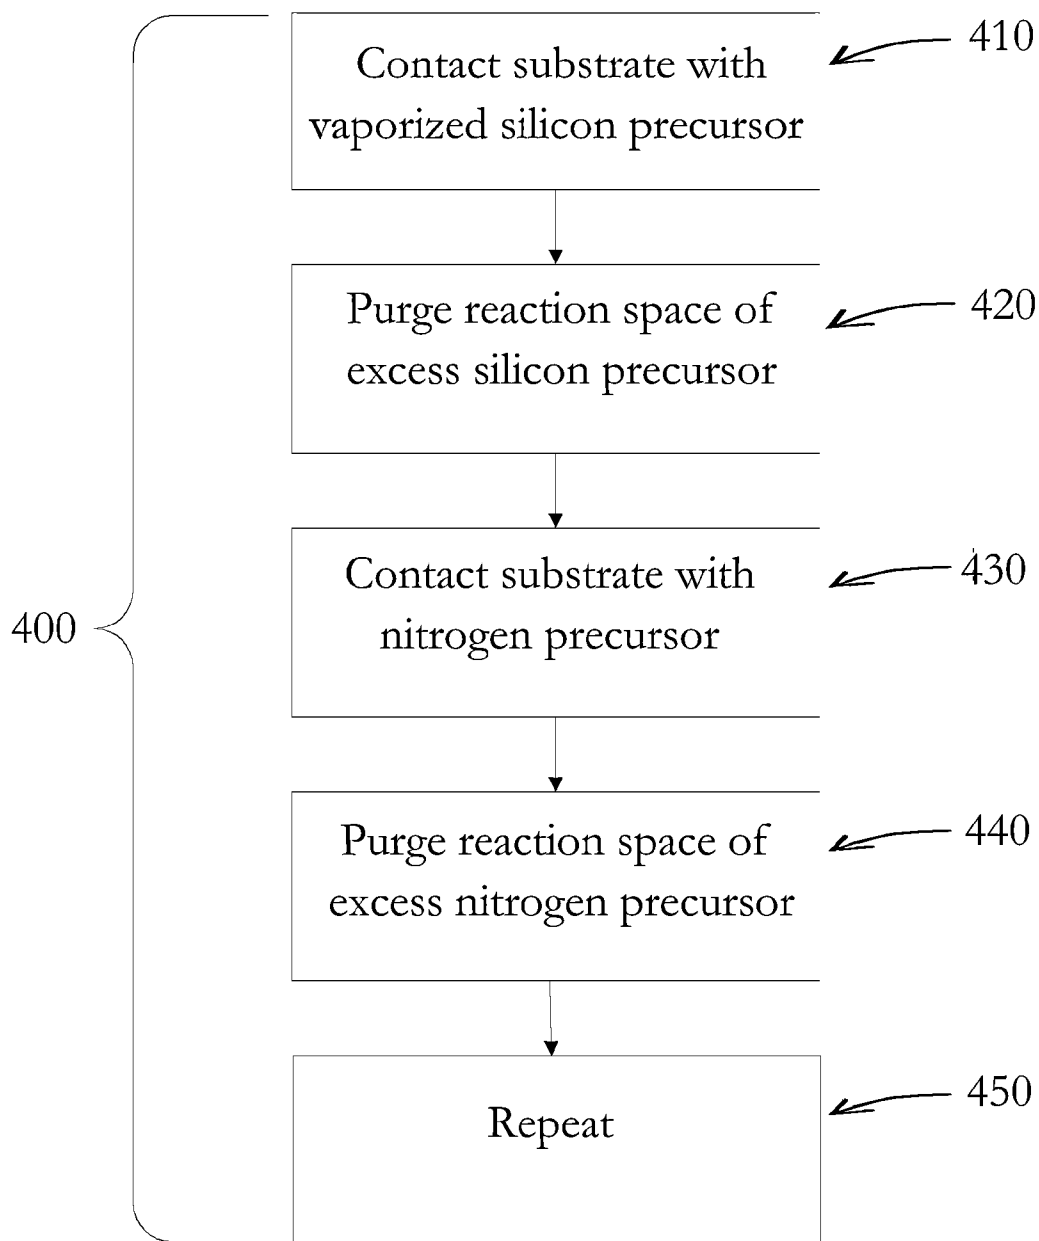 Contact substrate with
vaporized silicon precursor
410
Purge reaction space of
excess silicon precursor
420
Contact substrate with
nitrogen precursor
430
400
Purge reaction space of
excess nitrogen precursor
440
Repeat
450